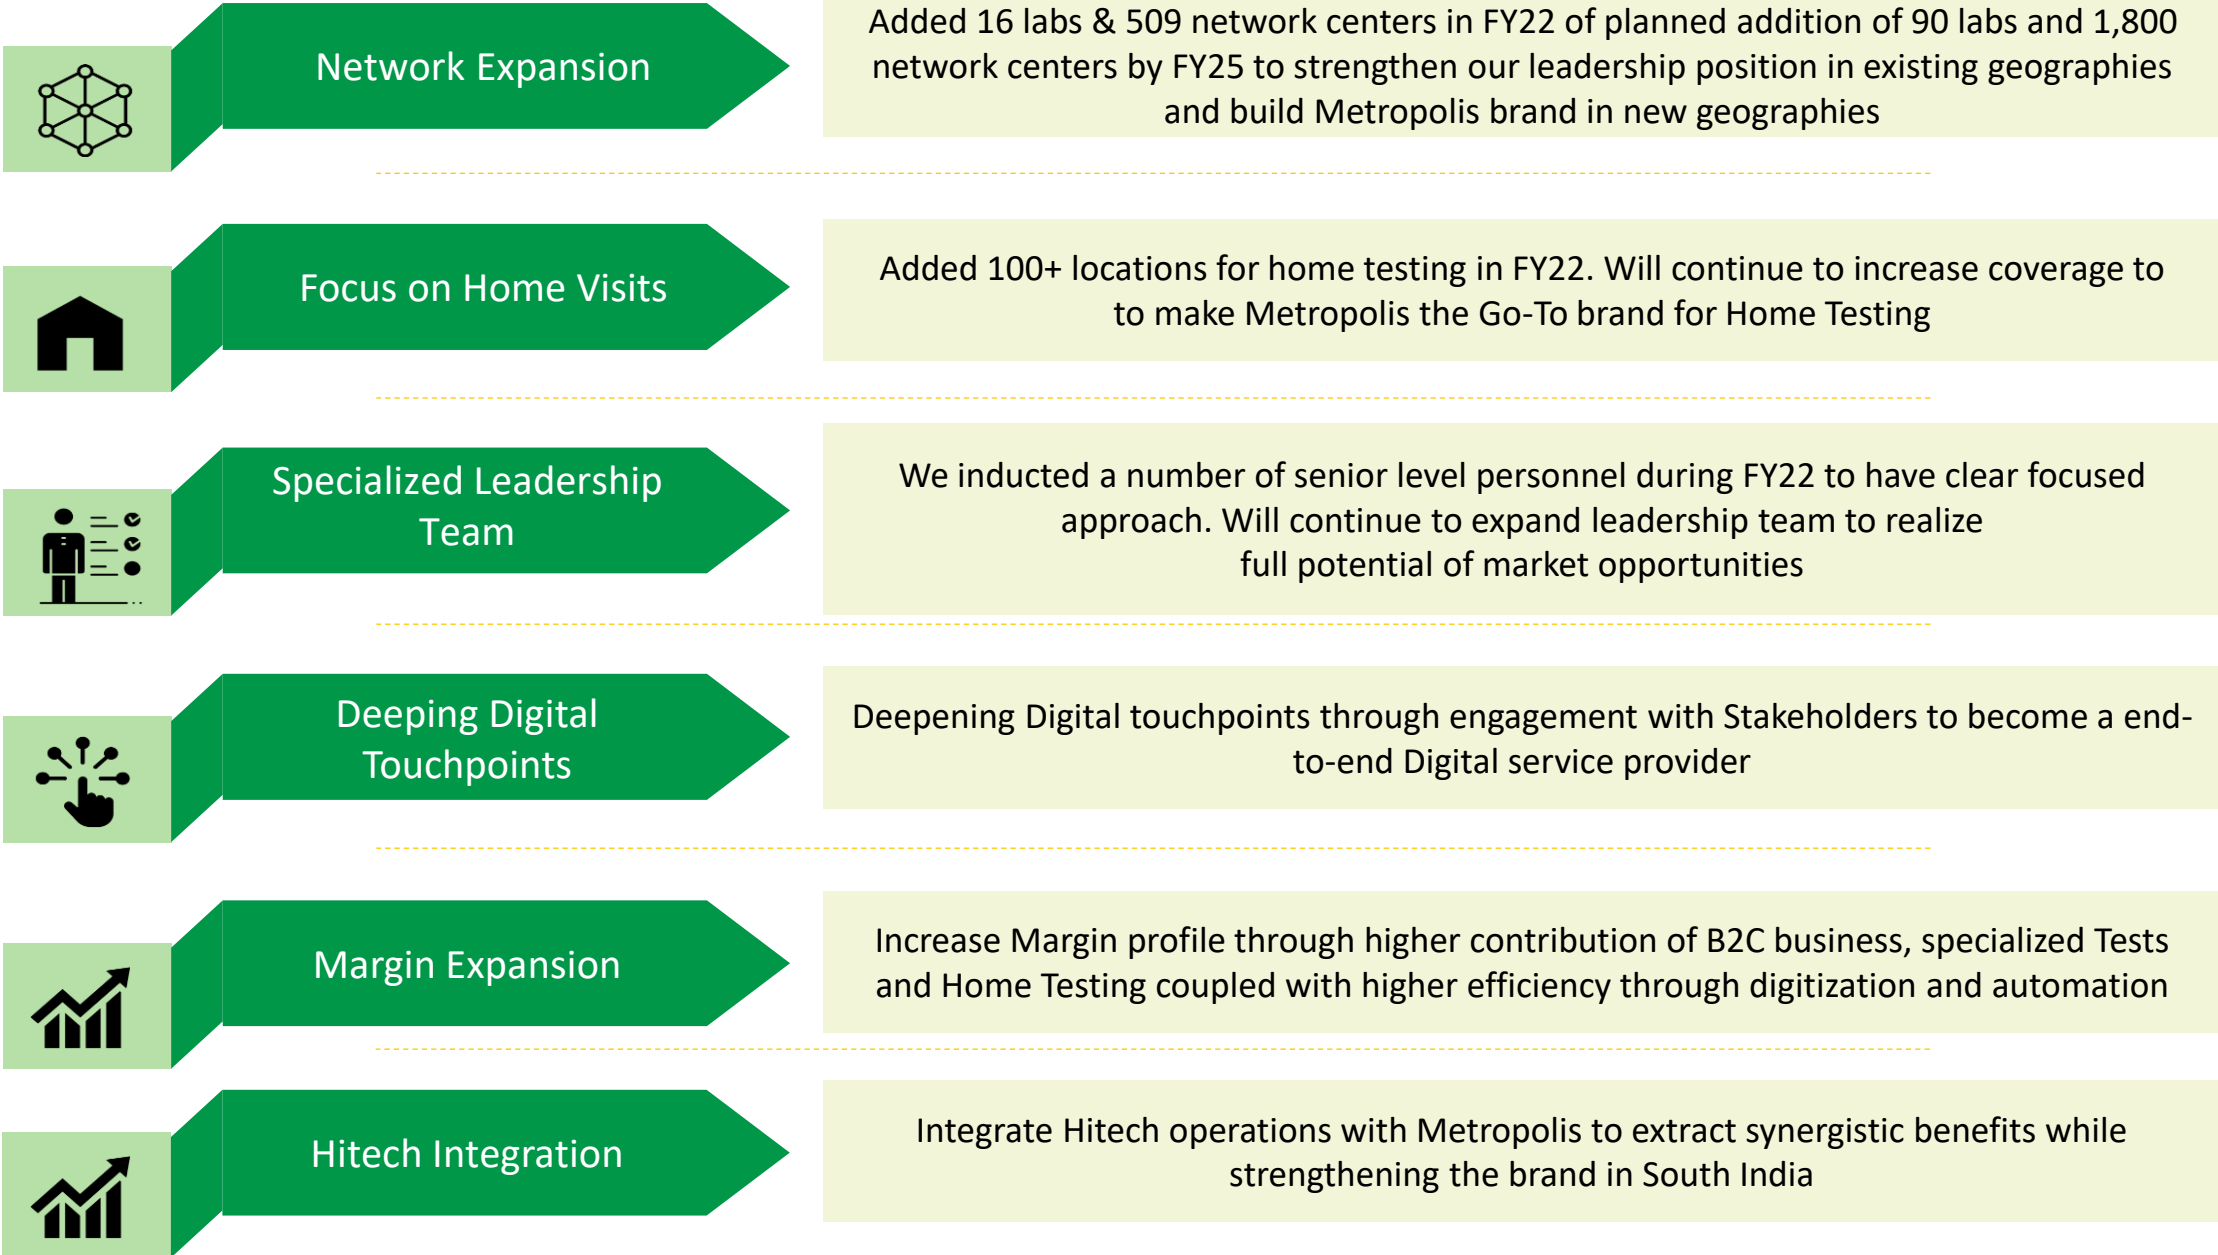 Network Expansion
Added 16 labs & 509 network centers in FY22 of planned addition of 90 labs and 1,800
network centers by FY25 to strengthen our leadership position in existing geographies
and build Metropolis brand in new geographies
Focus on Home Visits
Added 100+ locations for home testing in FY22. Will continue to increase coverage to
to make Metropolis the Go-To brand for Home Testing
Specialized Leadership
Team
We inducted a number of senior level personnel during FY22 to have clear focused
approach. Will continue to expand leadership team to realize
full potential of market opportunities
Deeping Digital
Touchpoints
Deepening Digital touchpoints through engagement with Stakeholders to become a end-
to-end Digital service provider
Margin Expansion
Increase Margin profile through higher contribution of B2C business, specialized Tests
and Home Testing coupled with higher efficiency through digitization and automation
Hitech Integration
Integrate Hitech operations with Metropolis to extract synergistic benefits while
strengthening the brand in South India